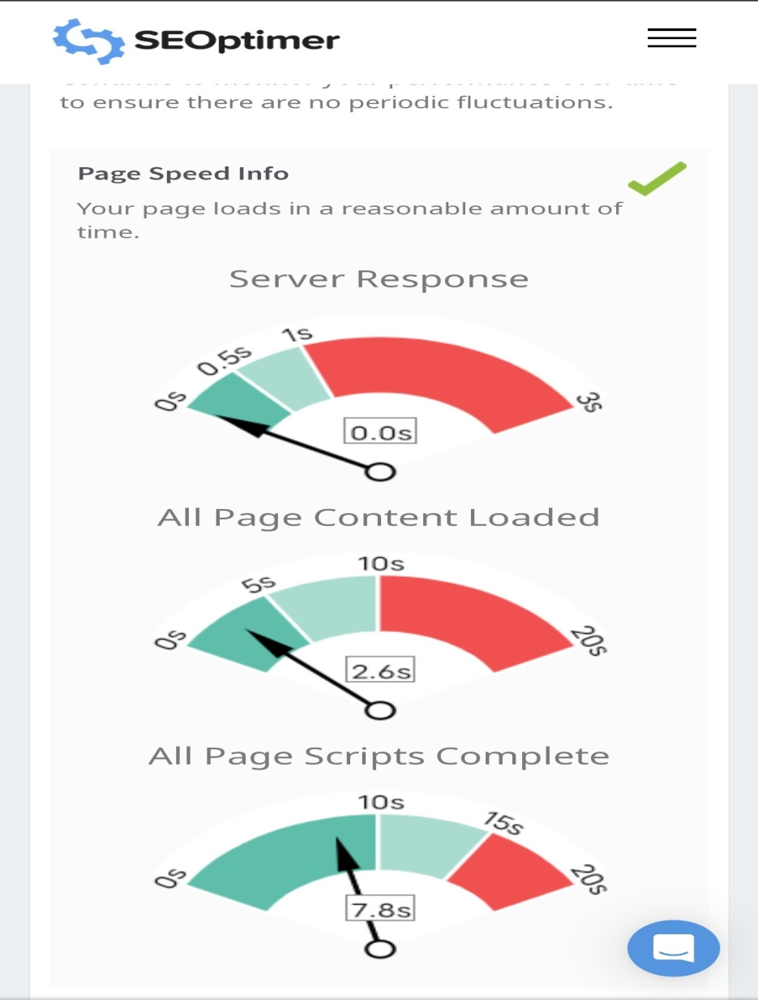 SEOptimer
to ensure there are no periodic fluctuations.
Page Speed Info
Your page loads in a reasonable amount of
time.
Server Response
0s
0.5s
1s
3s
0.0s
All Page Content Loaded
0s
5s
10s
20s
2.6s
All Page Scripts Complete
0s
10s
15s
20s
7.8s